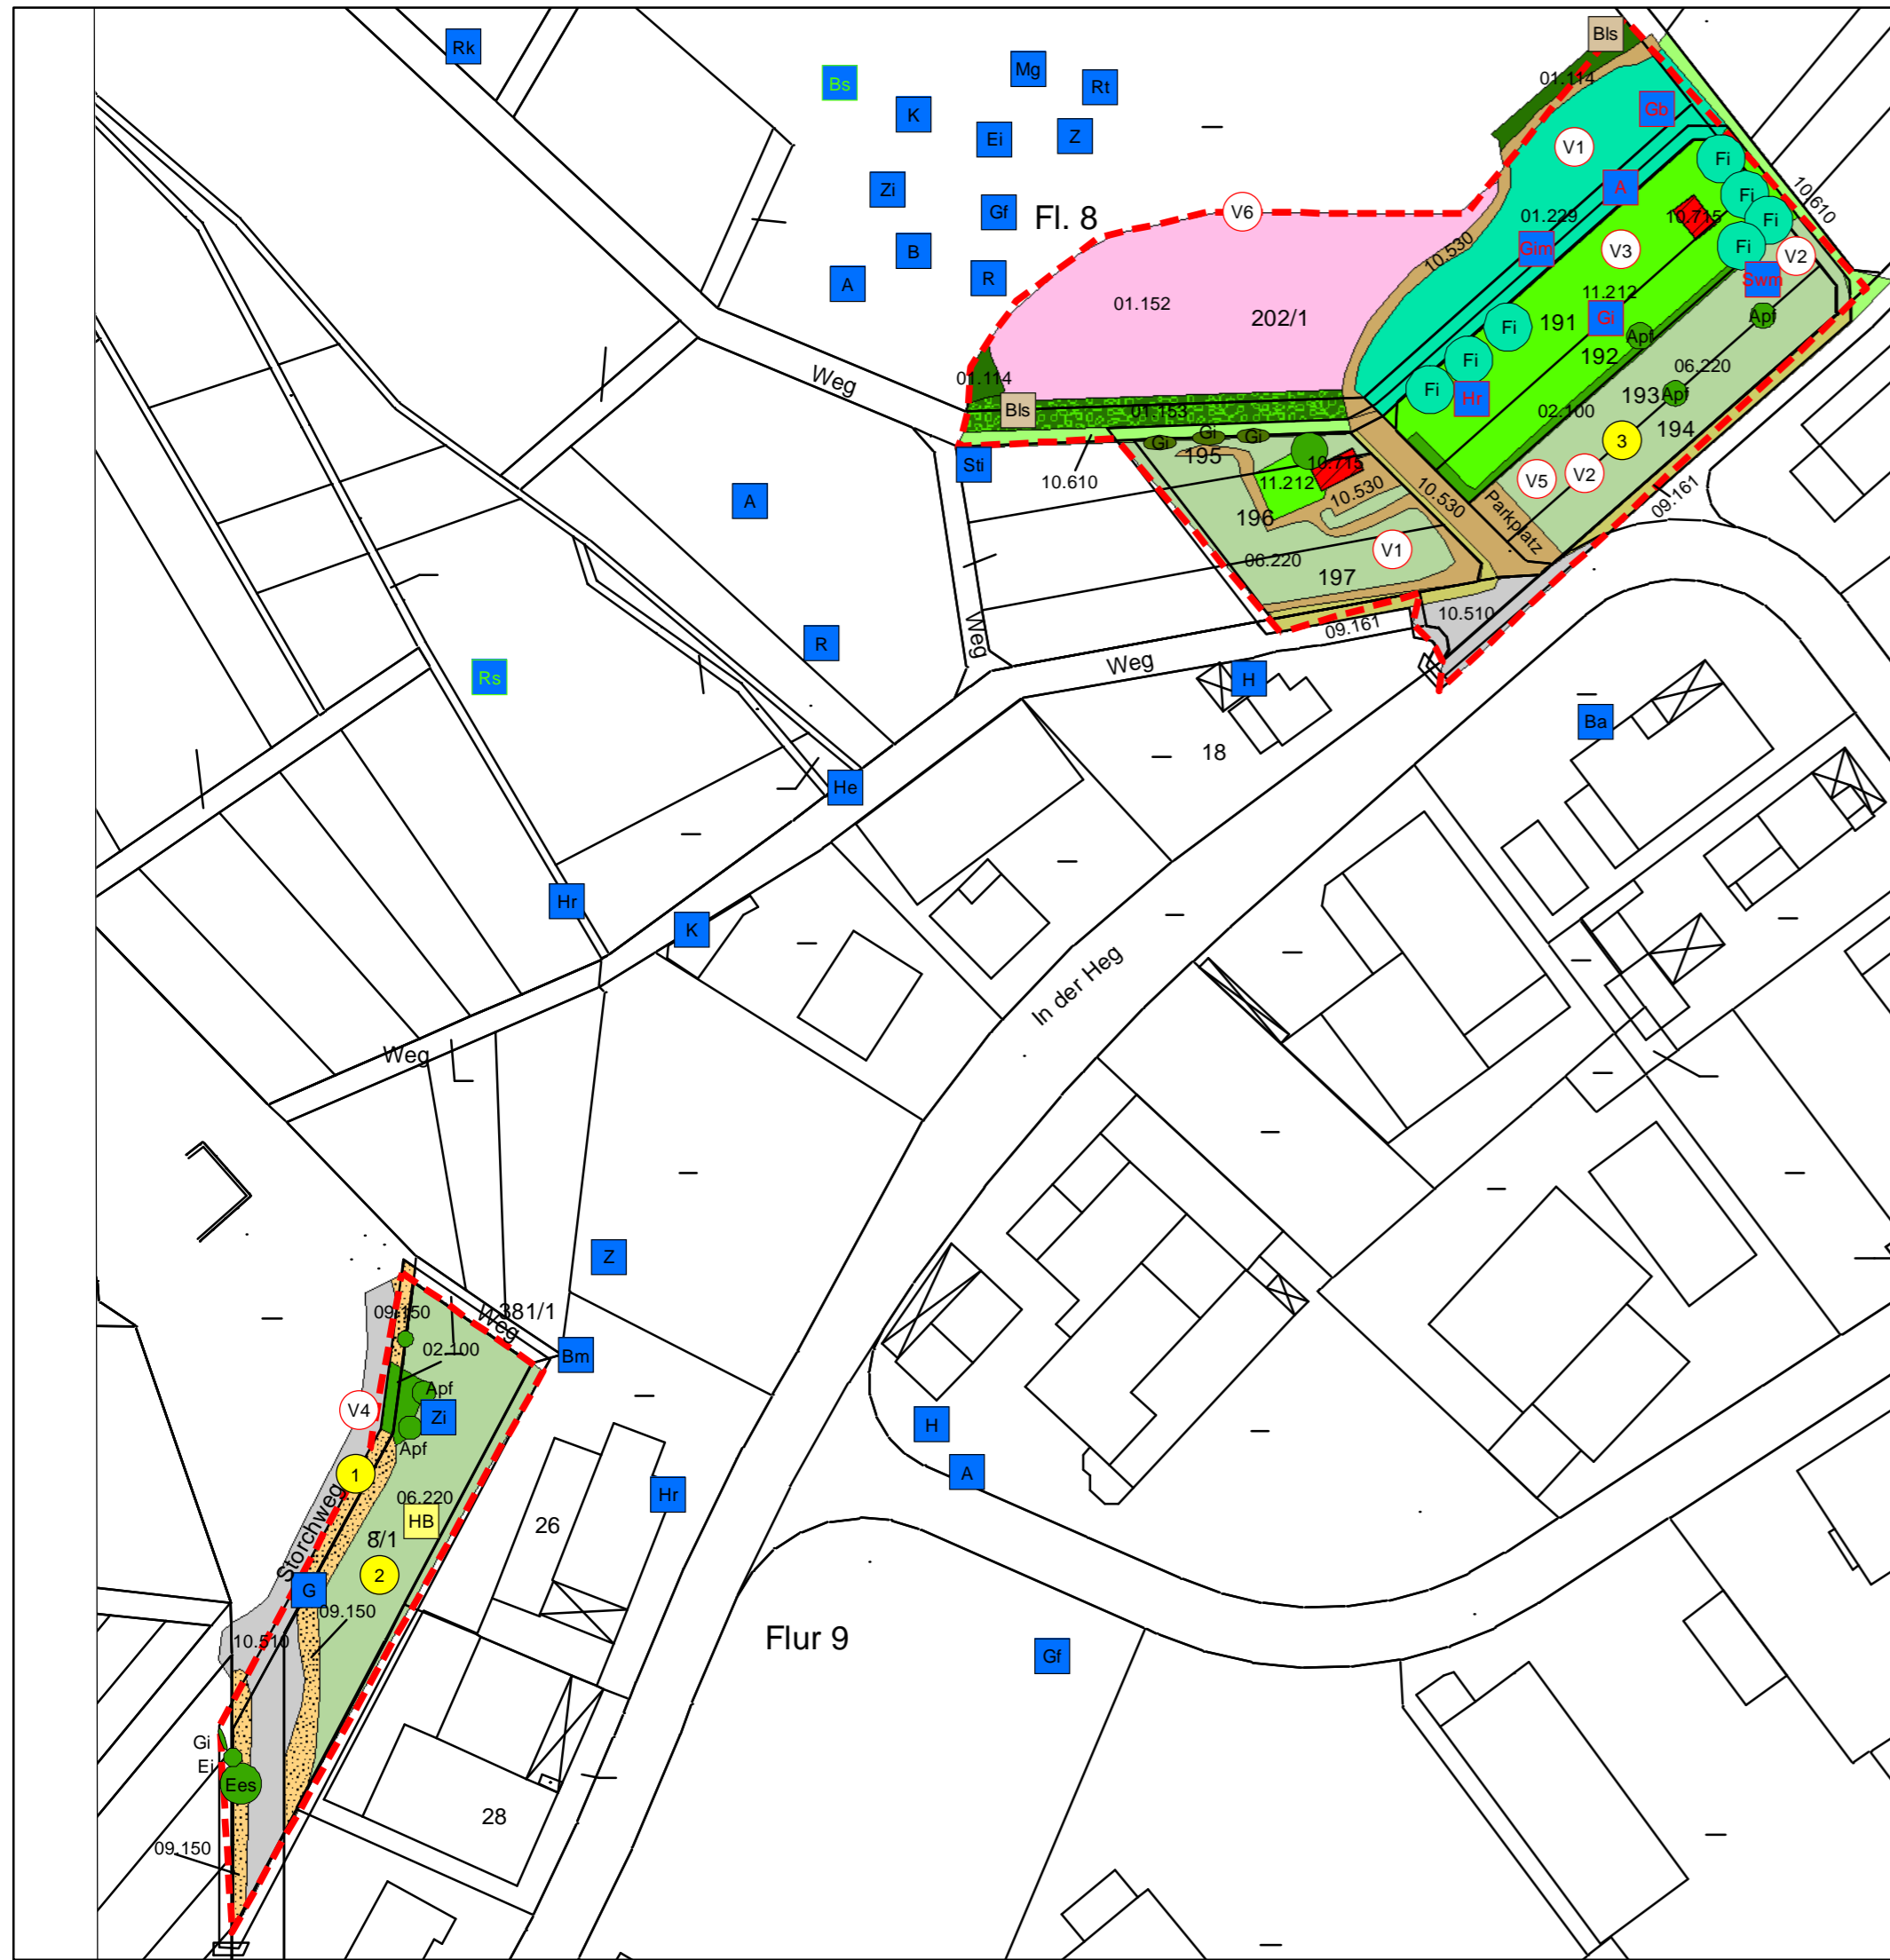 Bls
Rk
Mg
Rt
Bs
01.114
Gb
K
Ei
Z
V1
Fi
Zi
A
Fi
10.610
Gf
Fl. 8
V6
01.229
10.715
Fi
B
10.530
Gim
V3
Fi
V2
A
R
Swm
01.152
202/1
11.212
191
Gi
Apf
Fi
Apf
Weg
01.114
Fi
192
06.220
Fi
Hr
193
Apf
Bls
01.153
02.100
194
Gi
Gi
Gi
3
Sti
195
10.715
10.610
11.212
10.530
10.530
V5
V2
09.161
A
196
Parkplatz
V1
06.220
197
10.510
09.161
R
Weg
Weg
Rs
H
Ba
18
He
Hr
K
In der Heg
Weg
Z
09.150
381/1
Weg
02.100
Bm
Apf
V4
Zi
Apf
H
1
A
06.220
Hr
HB
26
8/1
Storchweg
2
G
09.150
10.510
Flur 9
Gf
Gi
Ei
Ees
28
09.150